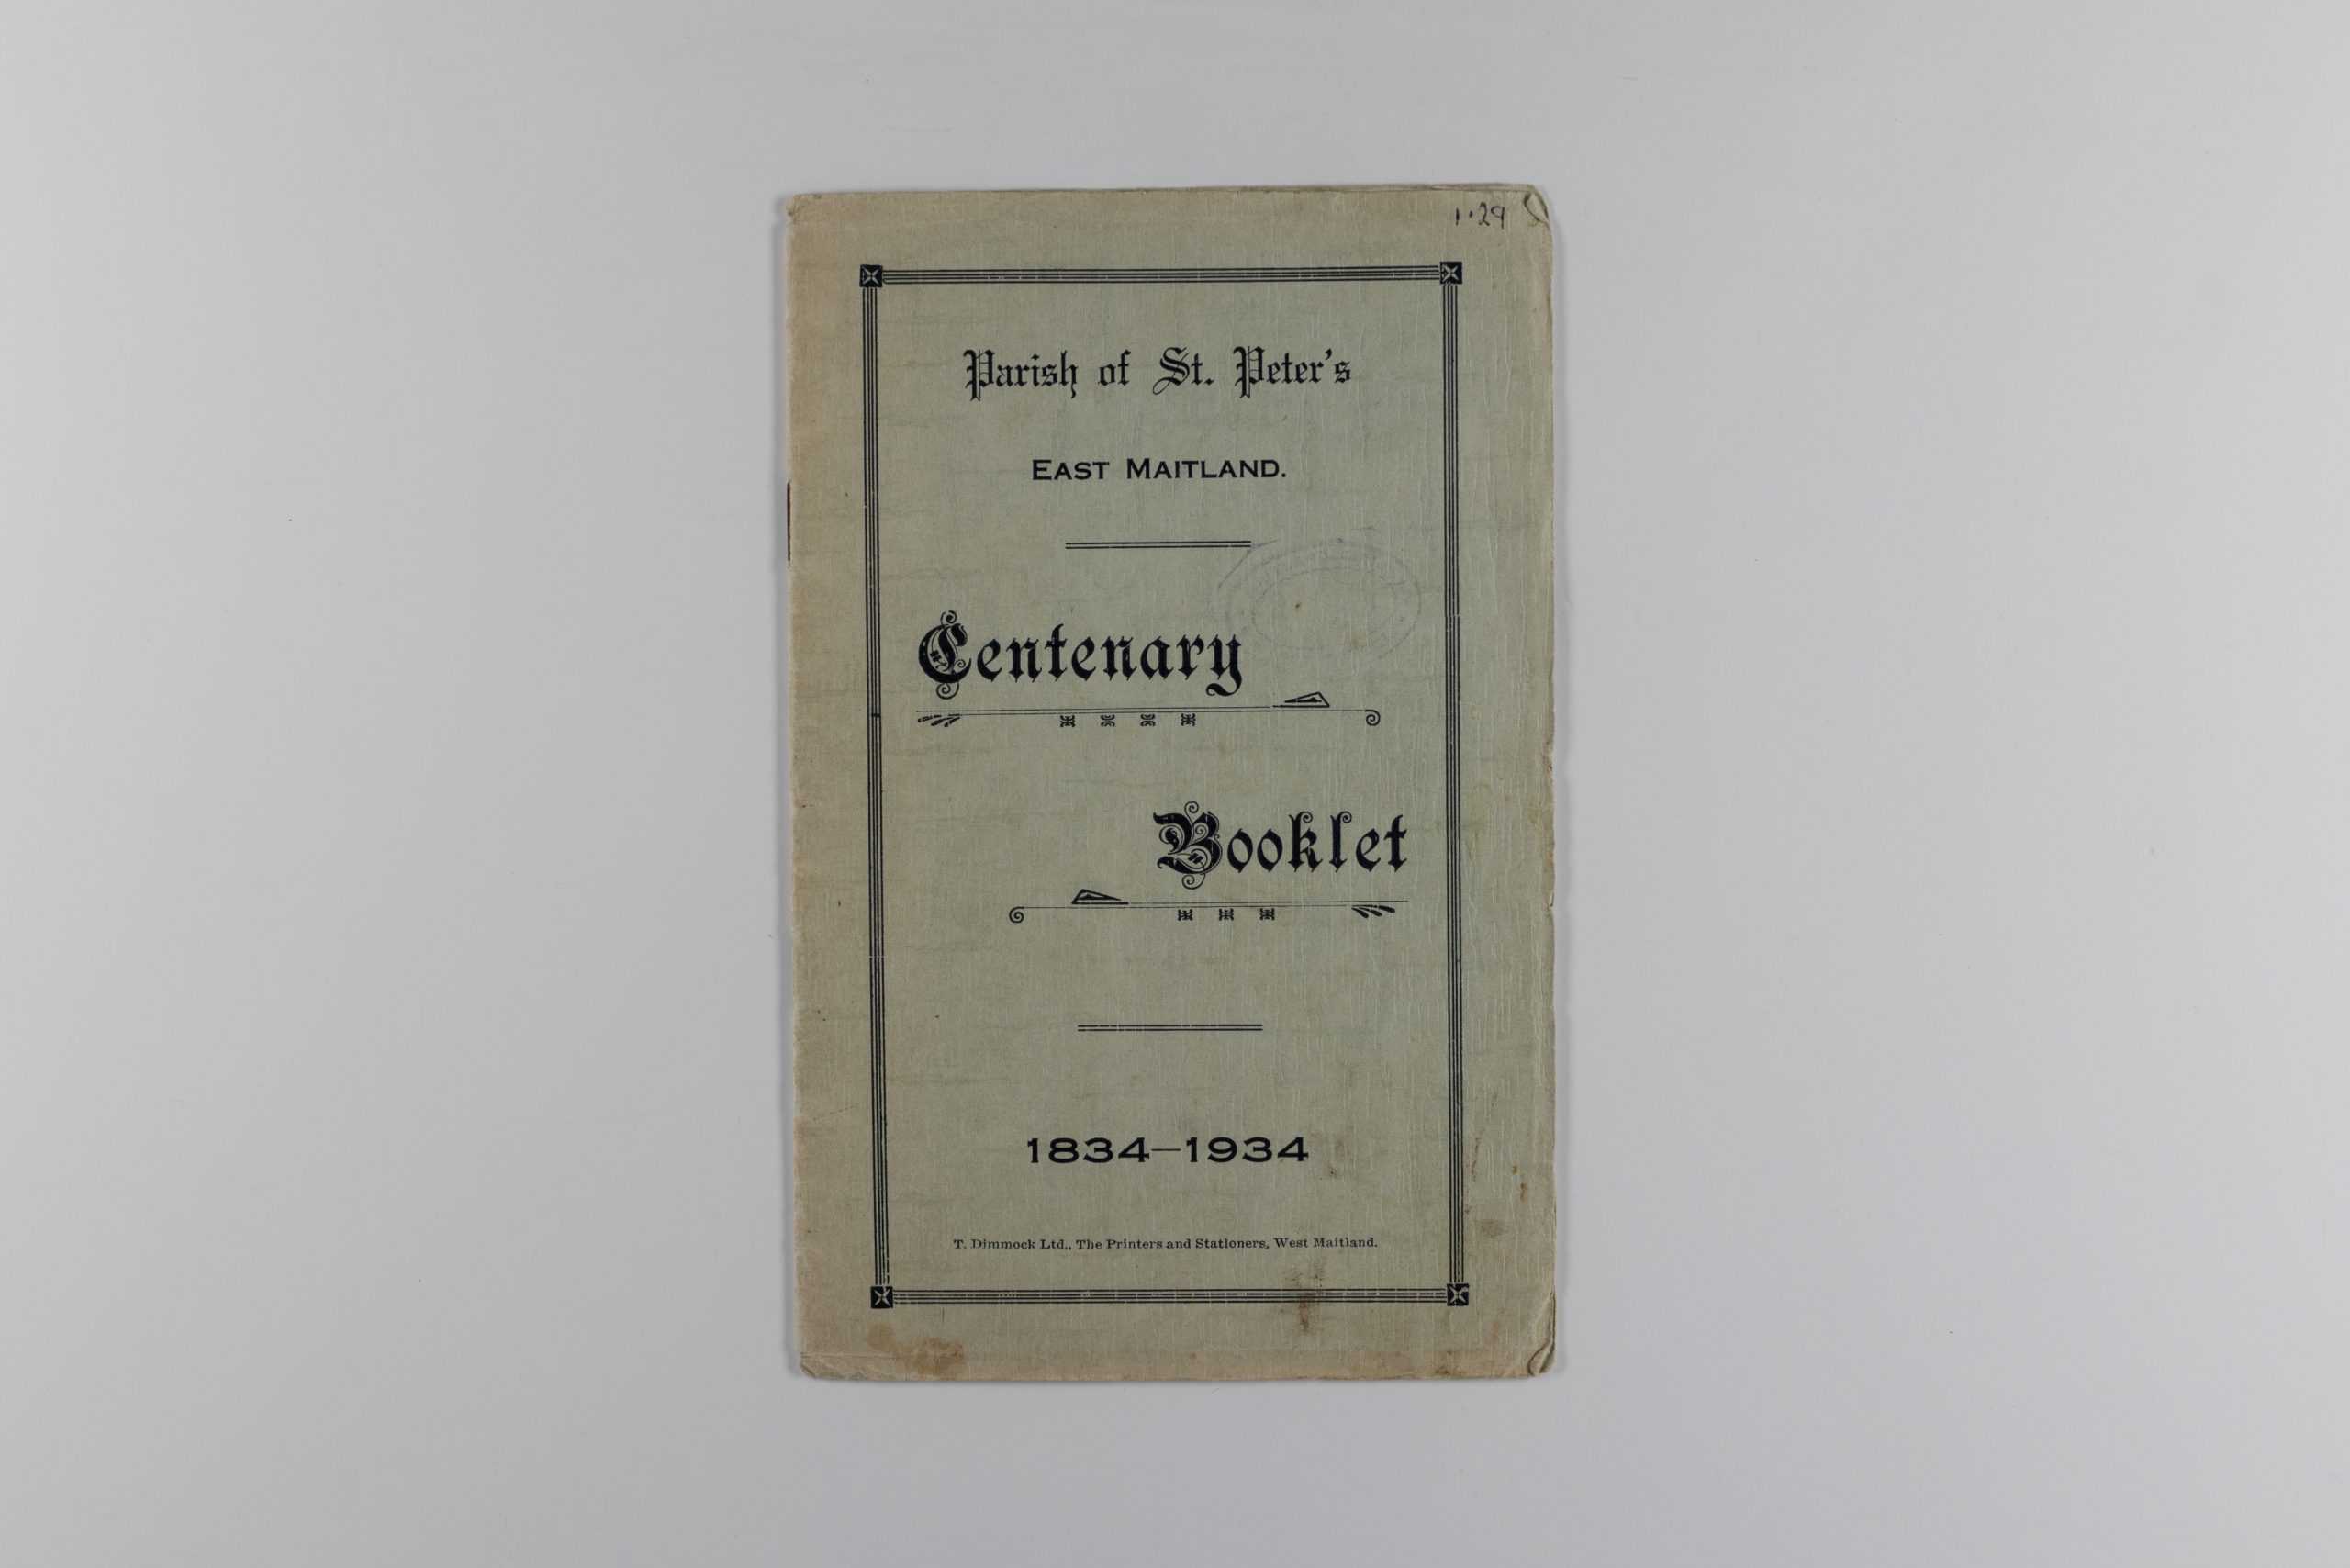 1.29
Parish of St. Peter's
EAST MAITLAND.
Centenary
Booklet
1834–1934
T. Dimmock Ltd., The Printers and Stationers, West Maitland.